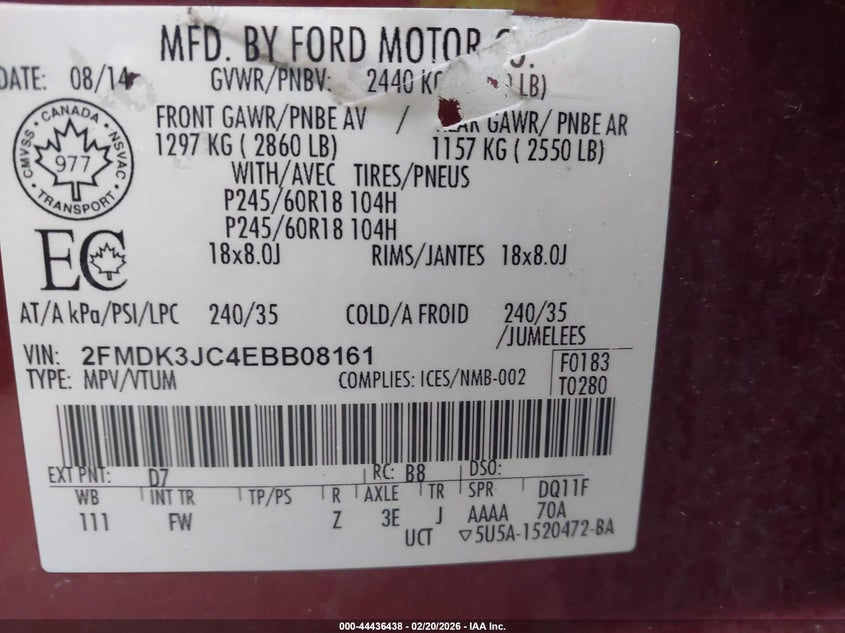 MFD. BY FORD MOTOR CO.
DATE: 08/14
GVWR/PNBV: 2440 KG LB)
FRONT GAWR/PNBE AV / REAR GAWR/ PNBE AR
1297 KG ( 2860 LB) 1157 KG ( 2550 LB)
WITH/AVEC TIRES/PNEUS
P245/60R18 104H
P245/60R18 104H
18x8.0J RIMS/JANTES 18x8.0J
CMVSS · CANADA · NSVAC
977
TRANSPORT
EC
AT/A kPa/PSI/LPC 240/35 COLD/A FROID 240/35
/JUMELEES
VIN: 2FMDK3JC4EBB08161
TYPE: MPV/VTUM COMPLIES: ICES/NMB-002
F0183
T0280
EXT PNT: D7 RC: B8 DSO:
WB INT TR TP/PS R AXLE TR SPR DQ11F
111 FW Z 3E J AAAA 70A
UCT ▽5U5A-1520472-BA
000-44436438 - 02/20/2026 - IAA Inc.